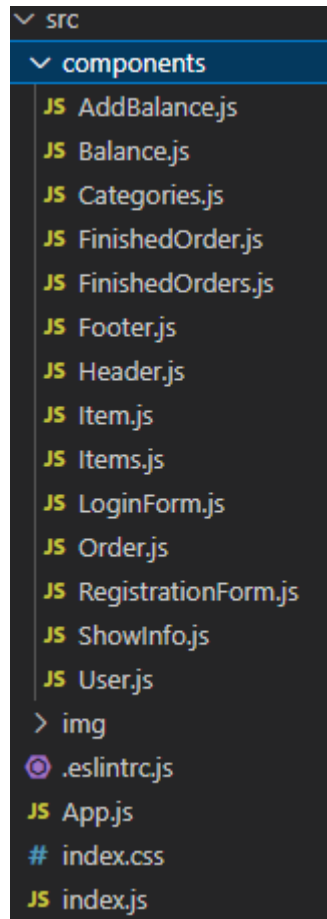 src
components
JS AddBalance.js
JS Balance.js
JS Categories.js
JS FinishedOrder.js
JS FinishedOrders.js
JS Footer.js
JS Header.js
JS Item.js
JS Items.js
JS LoginForm.js
JS Order.js
JS RegistrationForm.js
JS ShowInfo.js
JS User.js
img
.eslintrc.js
JS App.js
# index.css
JS index.js